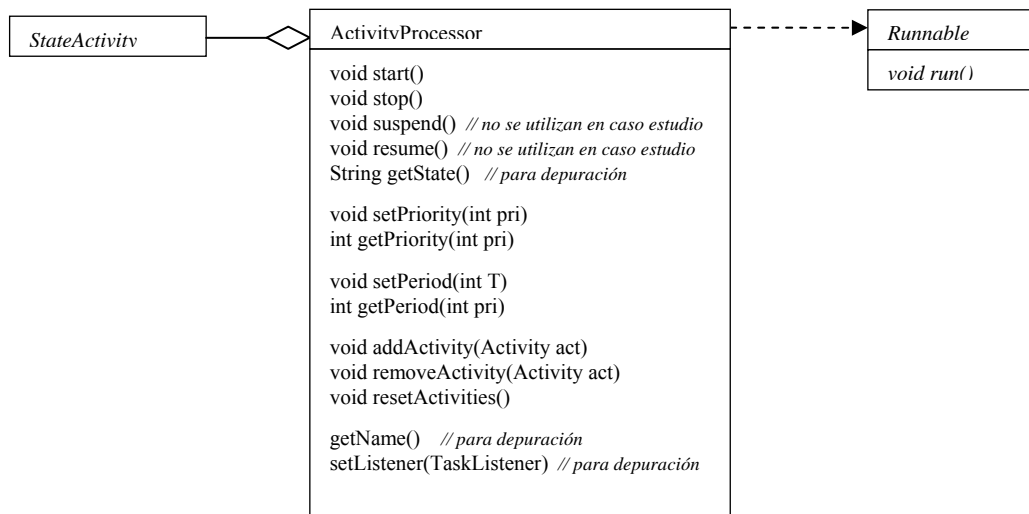 StateActivity
ActivityProcessor
Runnable
void run()
void start()
void stop()
void suspend() // no se utilizan en caso estudio
void resume() // no se utilizan en caso estudio
String getState() // para depuración
void setPriority(int pri)
int getPriority(int pri)
void setPeriod(int T)
int getPeriod(int pri)
void addActivity(Activity act)
void removeActivity(Activity act)
void resetActivities()
getName() // para depuración
setListener(TaskListener) // para depuración